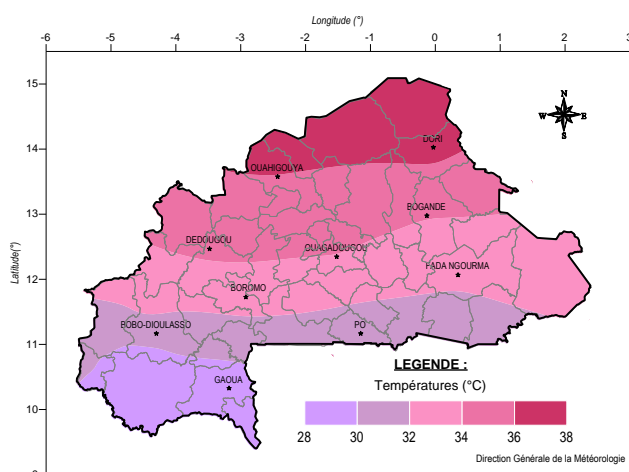 Longitude (°)
-6 -5 -4 -3 -2 -1 0 1 2 3
15
N
W E
S
14
DORI
OUAHIGOUYA
13
BOGANDE
DEDOUGOU
OUAGADOUGOU
Latitude(°)
12
FADA NGOURMA
BOROMO
BOBO-DIOULASSO
PO
11
LEGENDE :
Températures (°C)
GAOUA
10
28 30 32 34 36 38
Direction Générale de la Météorologie